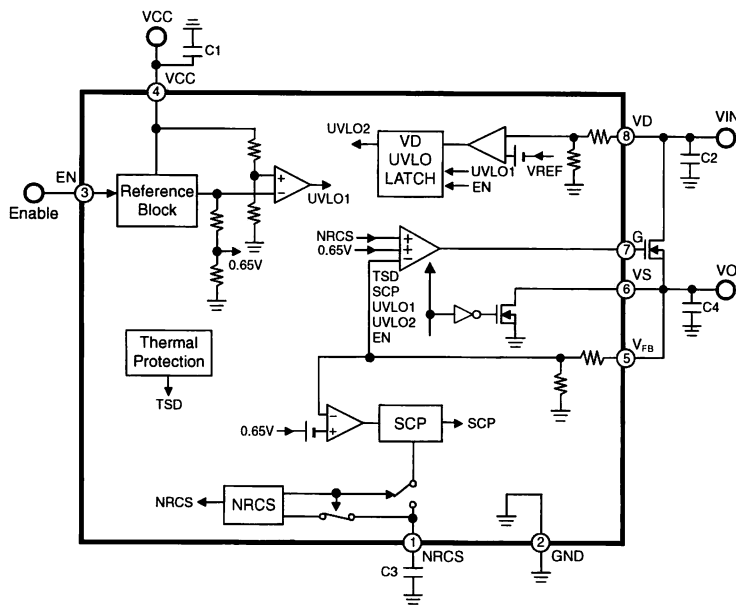 VCC
C1
VCC
4
VD
VIN
8
UVLO2
VD
UVLO
LATCH
C2
UVLO1
EN
VREF
EN
3
Enable
Reference
Block
+
−
UVLO1
0.65V
NRCS
0.65V
+
+
−
G
7
VS
6
VO
C4
TSD
SCP
UVLO1
UVLO2
EN
VFB
5
Thermal
Protection
TSD
0.65V
−
+
SCP
SCP
NRCS
NRCS
1
NRCS
2
GND
C3